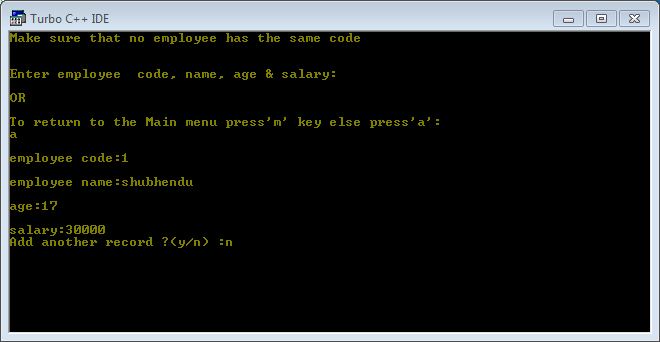 Turbo C++ IDE
Make sure that no employee has the same code
Enter employee  code, name, age & salary:
OR
To return to the Main menu press'm' key else press'a':
a
employee code:1
employee name:shubhendu
age:17
salary:30000
Add another record ?(y/n) :n